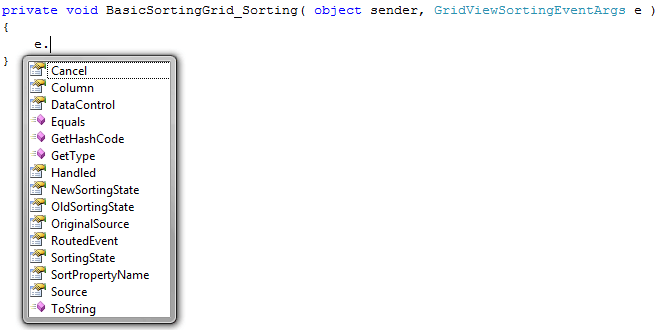 private void BasicSortingGrid_Sorting( object sender, GridViewSortingEventArgs e )
{
e.
}
Cancel
Column
DataControl
Equals
GetHashCode
GetType
Handled
NewSortingState
OldSortingState
OriginalSource
RoutedEvent
SortingState
SortPropertyName
Source
ToString